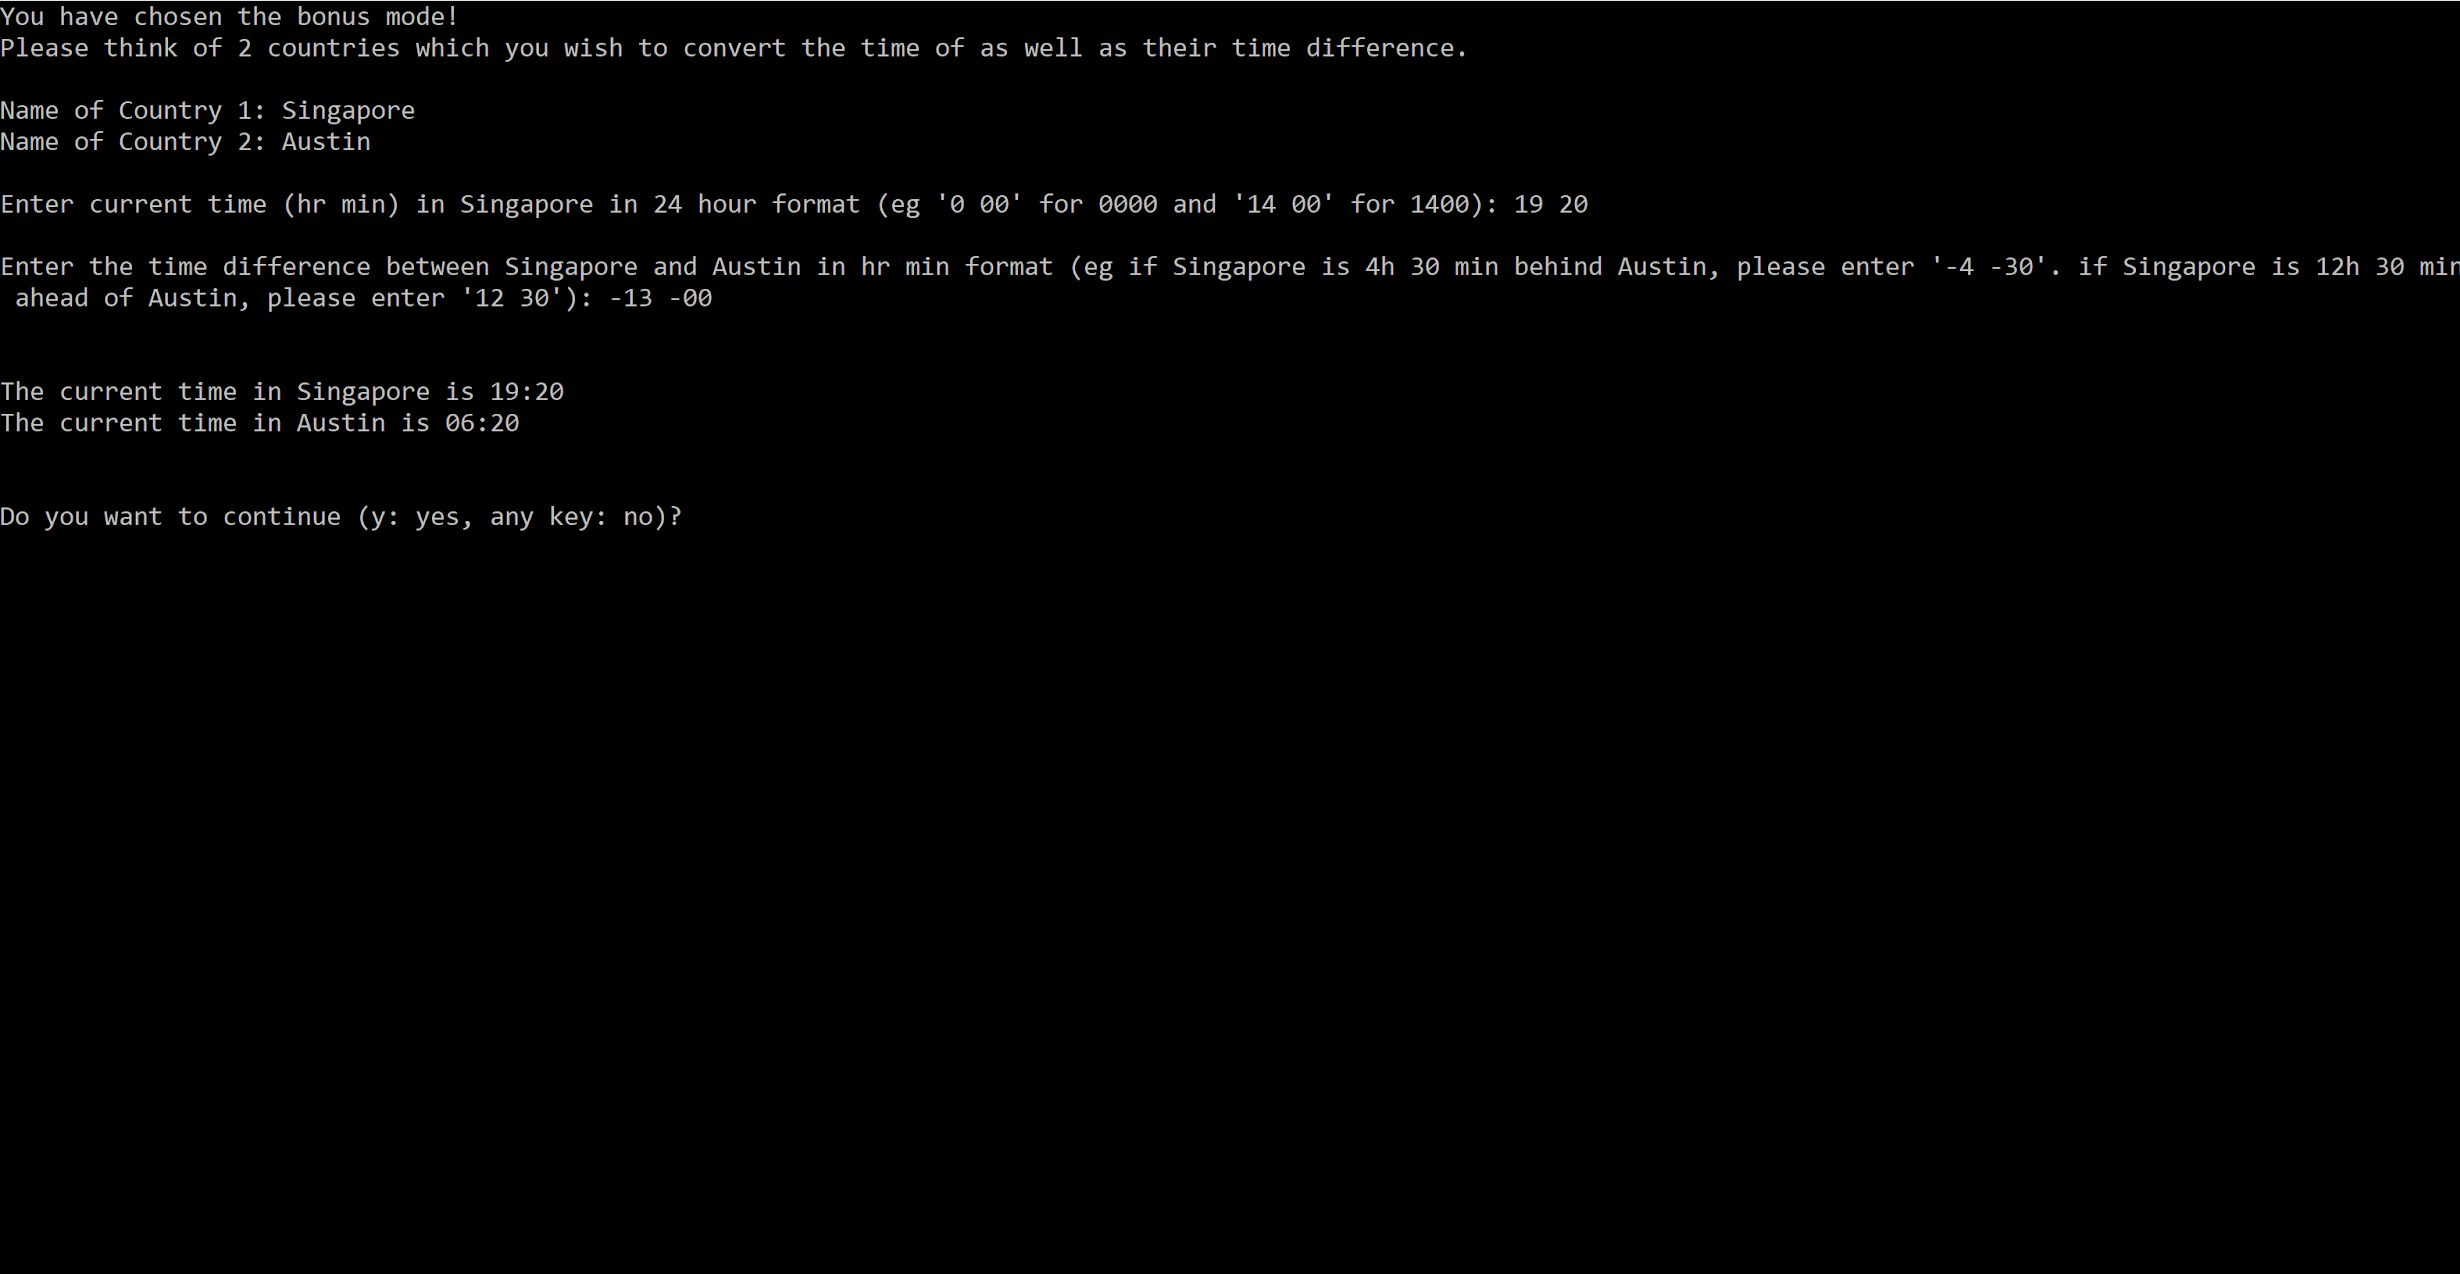 You have chosen the bonus mode!
Please think of 2 countries which you wish to convert the time of as well as their time difference.
Name of Country 1: Singapore
Name of Country 2: Austin
Enter current time (hr min) in Singapore in 24 hour format (eg '0 00' for 0000 and '14 00' for 1400): 19 20
Enter the time difference between Singapore and Austin in hr min format (eg if Singapore is 4h 30 min behind Austin, please enter '-4 -30'. if Singapore is 12h 30 min
ahead of Austin, please enter '12 30'): -13 -00
The current time in Singapore is 19:20
The current time in Austin is 06:20
Do you want to continue (y: yes, any key: no)?